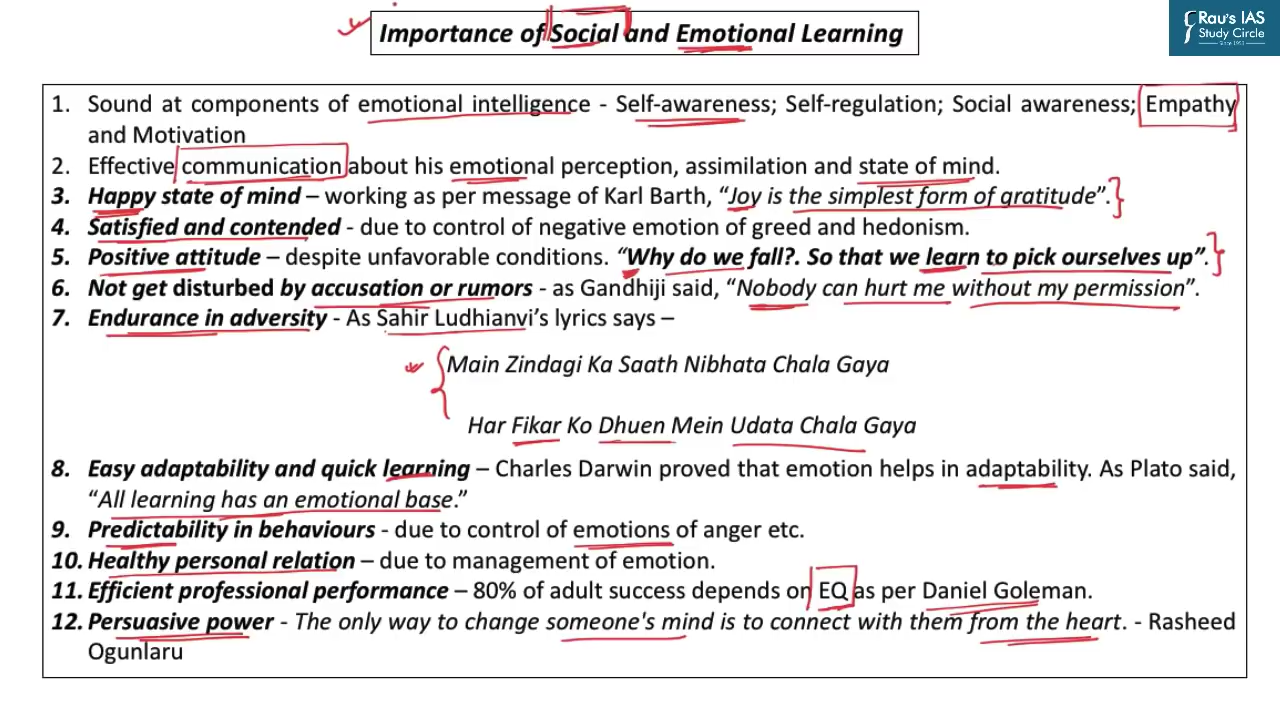 Importance of Social and Emotional Learning
Rau's IAS
Study Circle
Since 1953
1. Sound at components of emotional intelligence - Self-awareness; Self-regulation; Social awareness; Empathy
and Motivation
2. Effective communication about his emotional perception, assimilation and state of mind.
3. Happy state of mind – working as per message of Karl Barth, “Joy is the simplest form of gratitude”.
4. Satisfied and contended - due to control of negative emotion of greed and hedonism.
5. Positive attitude – despite unfavorable conditions. “Why do we fall?. So that we learn to pick ourselves up”.
6. Not get disturbed by accusation or rumors - as Gandhiji said, “Nobody can hurt me without my permission”.
7. Endurance in adversity - As Sahir Ludhianvi’s lyrics says –
Main Zindagi Ka Saath Nibhata Chala Gaya
Har Fikar Ko Dhuen Mein Udata Chala Gaya
8. Easy adaptability and quick learning – Charles Darwin proved that emotion helps in adaptability. As Plato said,
“All learning has an emotional base.”
9. Predictability in behaviours - due to control of emotions of anger etc.
10. Healthy personal relation – due to management of emotion.
11. Efficient professional performance – 80% of adult success depends on EQ as per Daniel Goleman.
12. Persuasive power - The only way to change someone's mind is to connect with them from the heart. - Rasheed
Ogunlaru